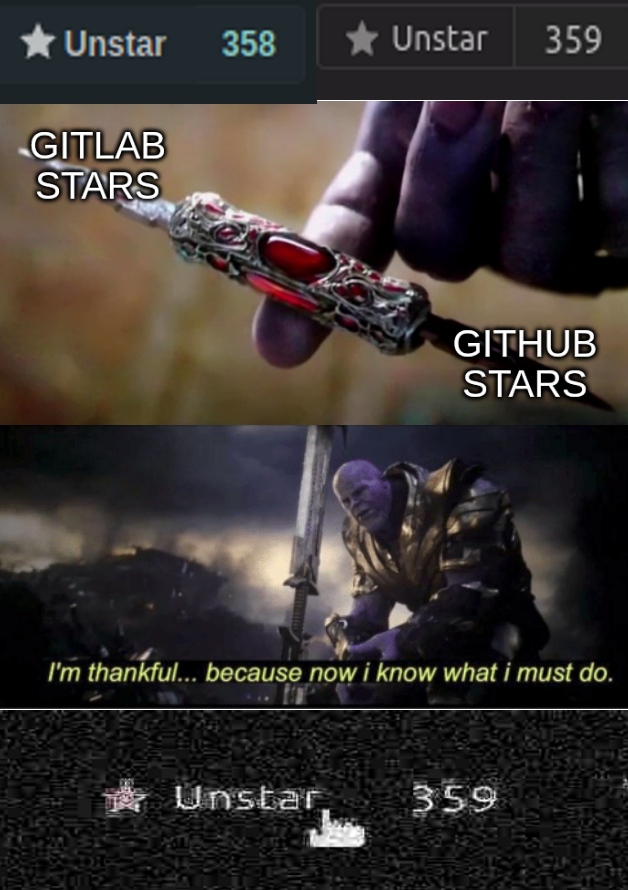 Unstar 358
Unstar 359
GITLAB
STARS
GITHUB
STARS
I'm thankful... because now i know what i must do.
Unstar 359